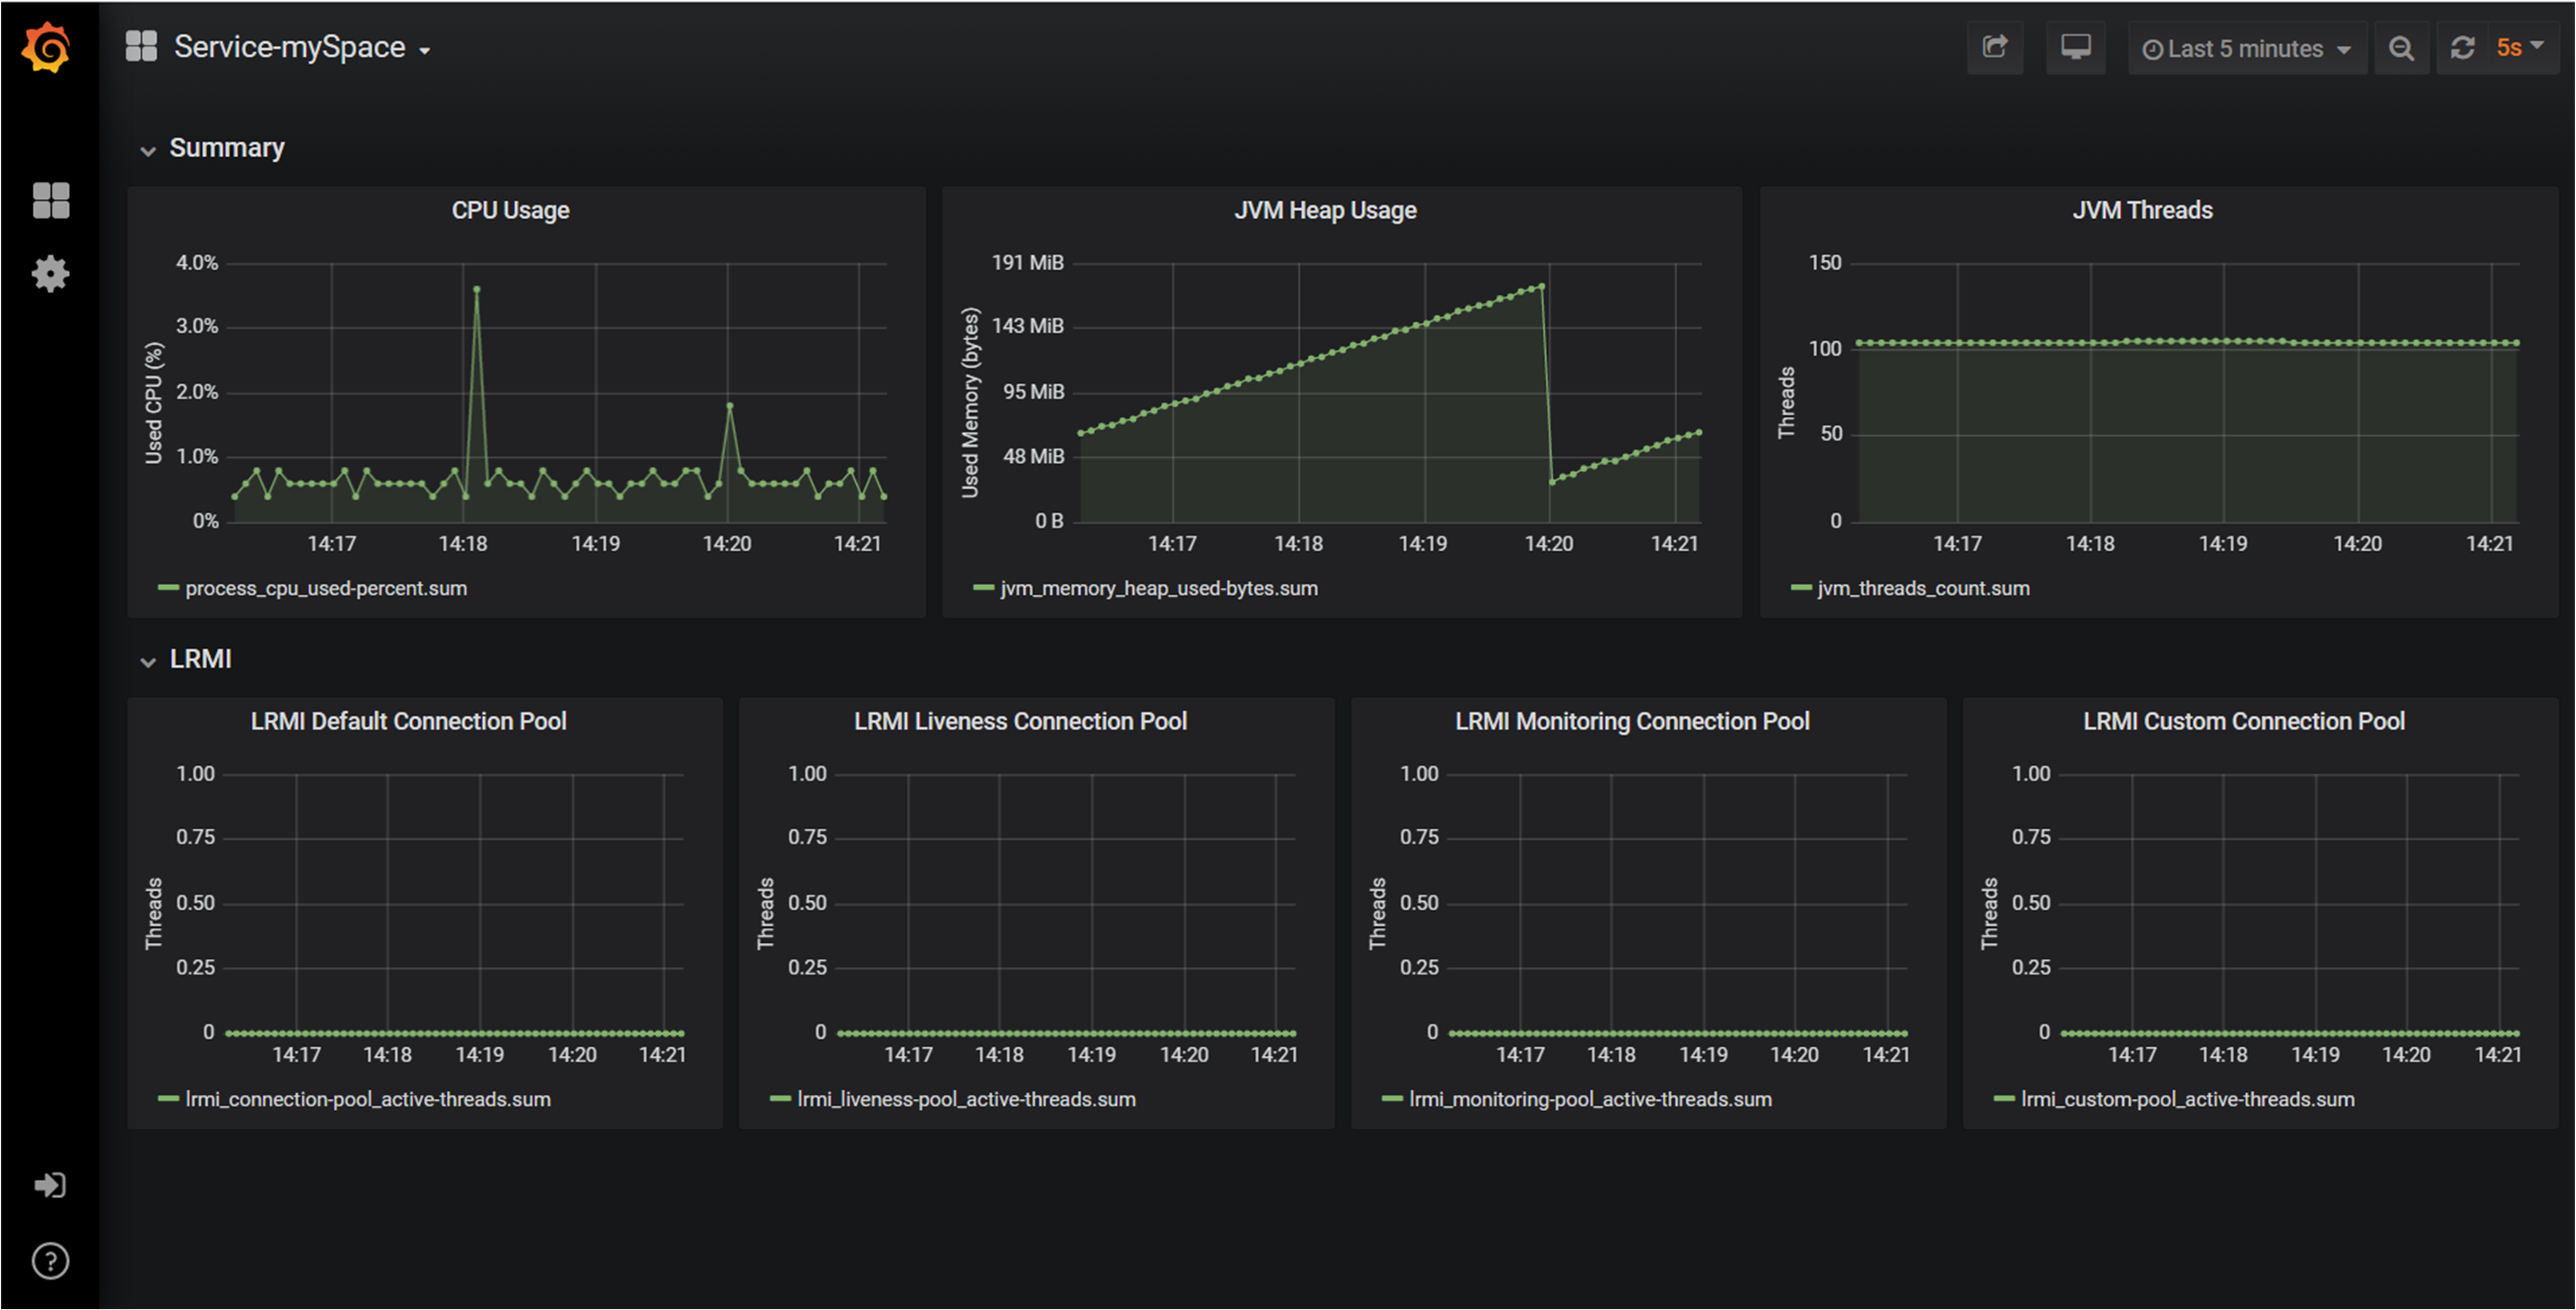 Service-mySpace
Last 5 minutes
5s
Summary
CPU Usage
Used CPU (%)
4.0%
3.0%
2.0%
1.0%
0%
14:17 14:18 14:19 14:20 14:21
process_cpu_used-percent.sum
JVM Heap Usage
Used Memory (bytes)
191 MiB
143 MiB
95 MiB
48 MiB
0 B
14:17 14:18 14:19 14:20 14:21
jvm_memory_heap_used-bytes.sum
JVM Threads
Threads
150
100
50
0
14:17 14:18 14:19 14:20 14:21
jvm_threads_count.sum
LRMI
LRMI Default Connection Pool
Threads
1.00
0.75
0.50
0.25
0
14:17 14:18 14:19 14:20 14:21
lrmi_connection-pool_active-threads.sum
LRMI Liveness Connection Pool
Threads
1.00
0.75
0.50
0.25
0
14:17 14:18 14:19 14:20 14:21
lrmi_liveness-pool_active-threads.sum
LRMI Monitoring Connection Pool
Threads
1.00
0.75
0.50
0.25
0
14:17 14:18 14:19 14:20 14:21
lrmi_monitoring-pool_active-threads.sum
LRMI Custom Connection Pool
Threads
1.00
0.75
0.50
0.25
0
14:17 14:18 14:19 14:20 14:21
lrmi_custom-pool_active-threads.sum
?